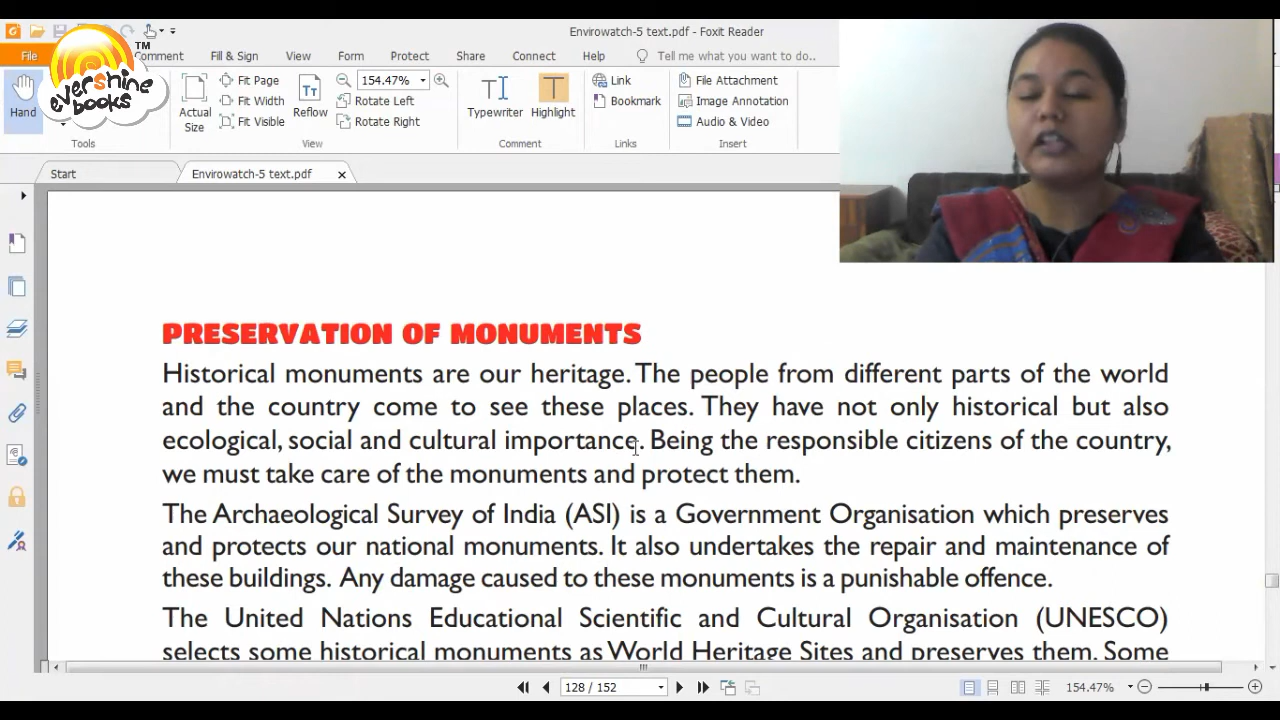 Envirowatch-5 text.pdf - Foxit Reader
File
Comment
Fill & Sign
View
Form
Protect
Share
Connect
Help
Tell me what you want to do..
evershine
books
TM
Hand
Actual
Size
Fit Page
Fit Width
Fit Visible
Reflow
154.47%
Rotate Left
Rotate Right
Typewriter
Highlight
Link
Bookmark
File Attachment
Image Annotation
Audio & Video
Tools
View
Comment
Links
Insert
Start
Envirowatch-5 text.pdf
PRESERVATION OF MONUMENTS
Historical monuments are our heritage. The people from different parts of the world
and the country come to see these places. They have not only historical but also
ecological, social and cultural importance. Being the responsible citizens of the country,
we must take care of the monuments and protect them.
The Archaeological Survey of India (ASI) is a Government Organisation which preserves
and protects our national monuments. It also undertakes the repair and maintenance of
these buildings. Any damage caused to these monuments is a punishable offence.
The United Nations Educational Scientific and Cultural Organisation (UNESCO)
selects some historical monuments as World Heritage Sites and preserves them. Some
128 / 152
154.47%